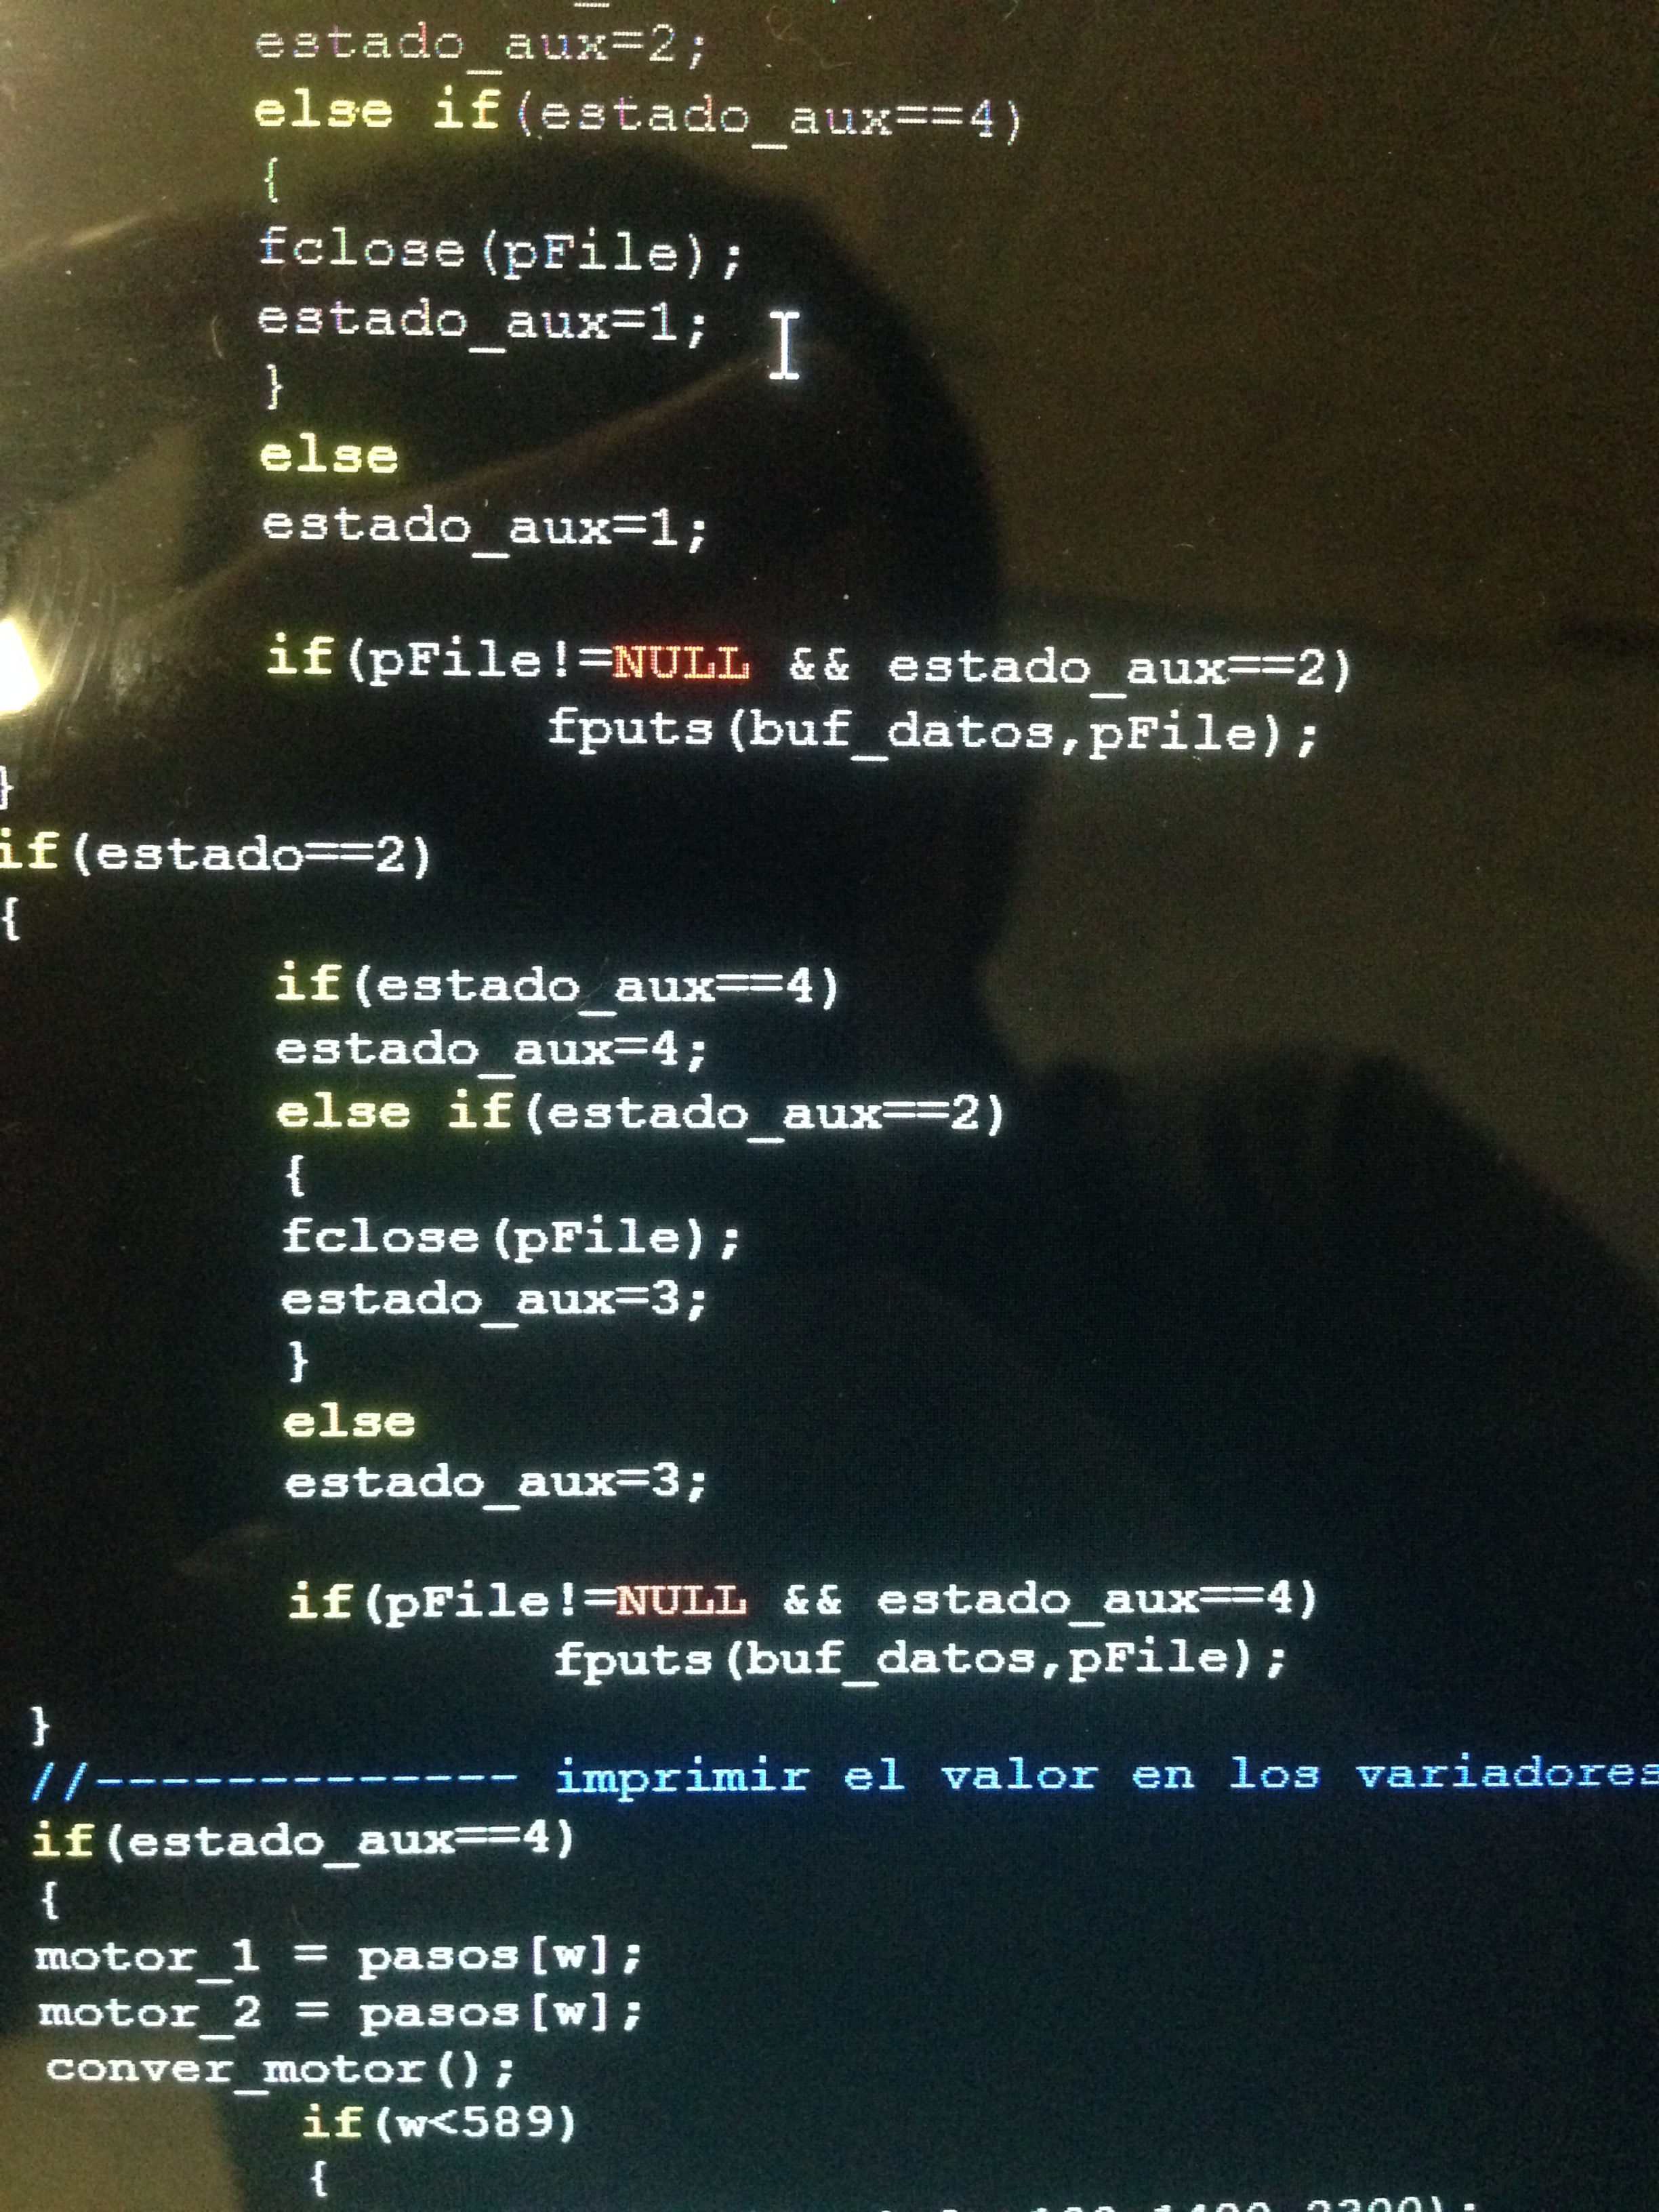 estado_aux=2;
else if(estado_aux==4)
{
fclose(pFile);
estado_aux=1;
}
else
estado_aux=1;
if(pFile!=NULL && estado_aux==2)
fputs(buf_datos,pFile);
}
if(estado==2)
{
if(estado_aux==4)
estado_aux=4;
else if(estado_aux==2)
{
fclose(pFile);
estado_aux=3;
}
else
estado_aux=3;
if(pFile!=NULL && estado_aux==4)
fputs(buf_datos,pFile);
}
//------------- imprimir el valor en los variadores
if(estado_aux==4)
{
motor_1 = pasos[w];
motor_2 = pasos[w];
conver_motor();
if(w<589)
{